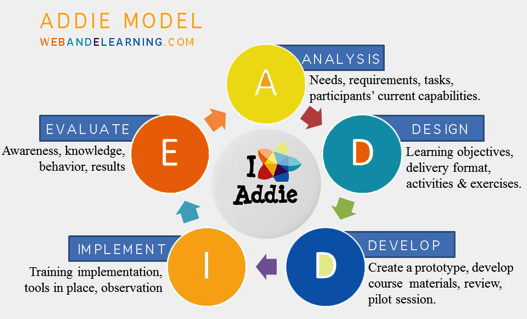 ADDIE MODEL
WEBANDELEARNING.COM
A
ANALYSIS
Needs, requirements, tasks,
participants' current capabilities.
D
DESIGN
Learning objectives,
delivery format,
activities & exercises.
D
DEVELOP
Create a prototype, develop
course materials, review,
pilot session.
I
IMPLEMENT
Training implementation,
tools in place, observation
E
EVALUATE
Awareness, knowledge,
behavior, results
I
Addie